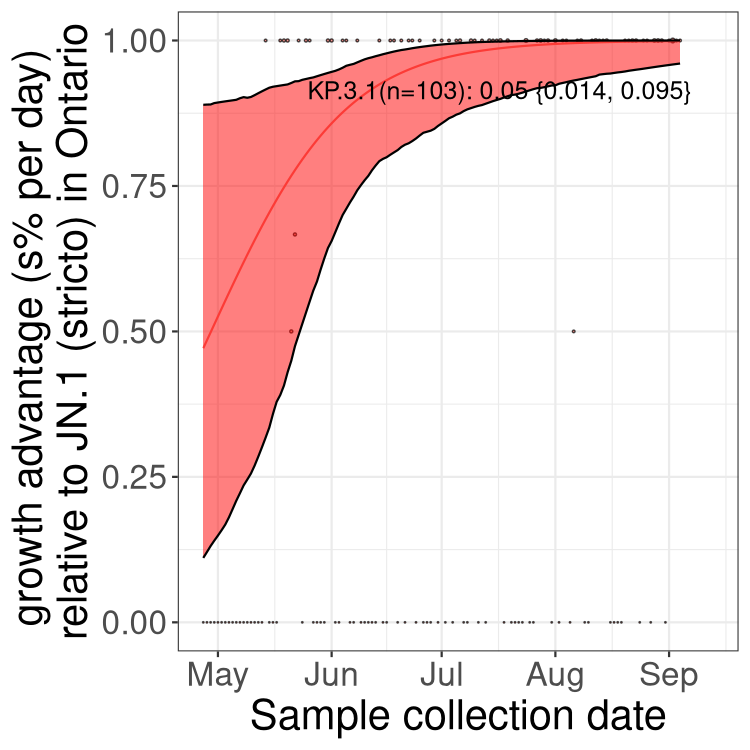 growth advantage (s% per day)
relative to JN.1 (stricto) in Ontario
1.00
0.75
0.50
0.25
0.00
KP.3.1(n=103): 0.05 {0.014, 0.095}
May Jun Jul Aug Sep
Sample collection date